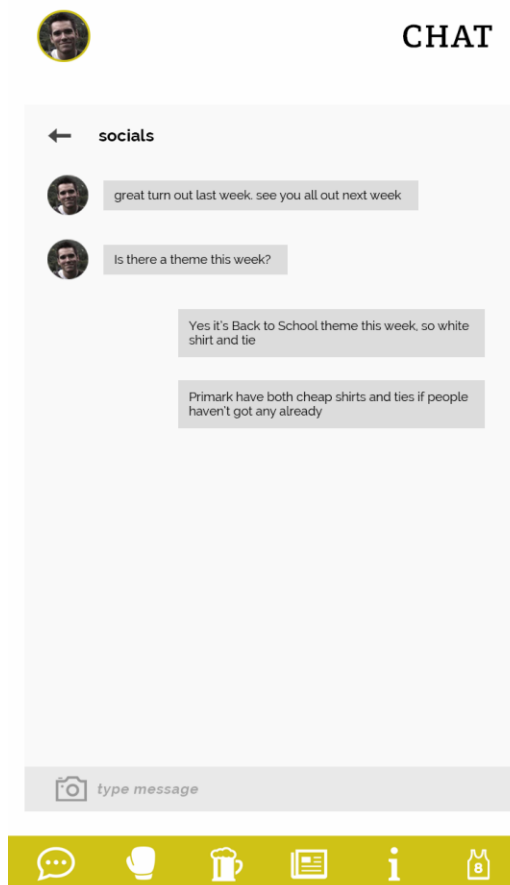 CHAT
socials
great turn out last week. see you all out next week
Is there a theme this week?
Yes it's Back to School theme this week, so white
shirt and tie
Primark have both cheap shirts and ties if people
haven't got any already
type message
8